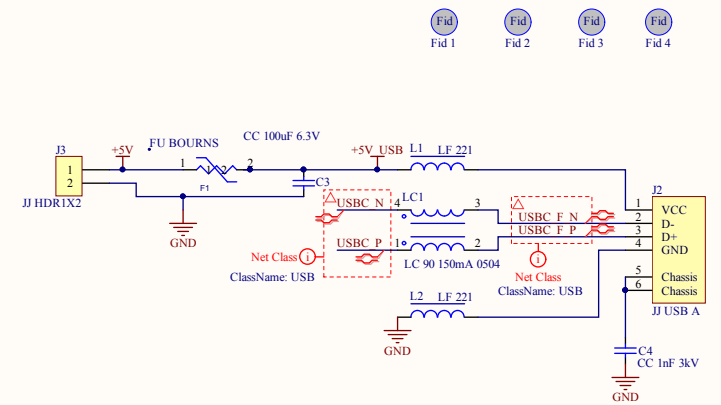 Fid Fid Fid Fid
Fid 1 Fid 2 Fid 3 Fid 4
CC 100uF 6.3V
FU BOURNS
J3 +5V +5V_USB L1 LF 221
1 1 1 2 2
2 F1 C3
JJ HDR1X2
GND
USBC_N 4 LC1 3
USBC_P 1 2
LC 90 150mA 0504
Net Class i
ClassName: USB
USBC_F_N
USBC_F_P
i
Net Class
ClassName: USB
J2
1 VCC
2 D-
3 D+
4 GND
5 Chassis
6 Chassis
JJ USB A
L2 LF 221
GND
C4
CC 1nF 3kV
GND